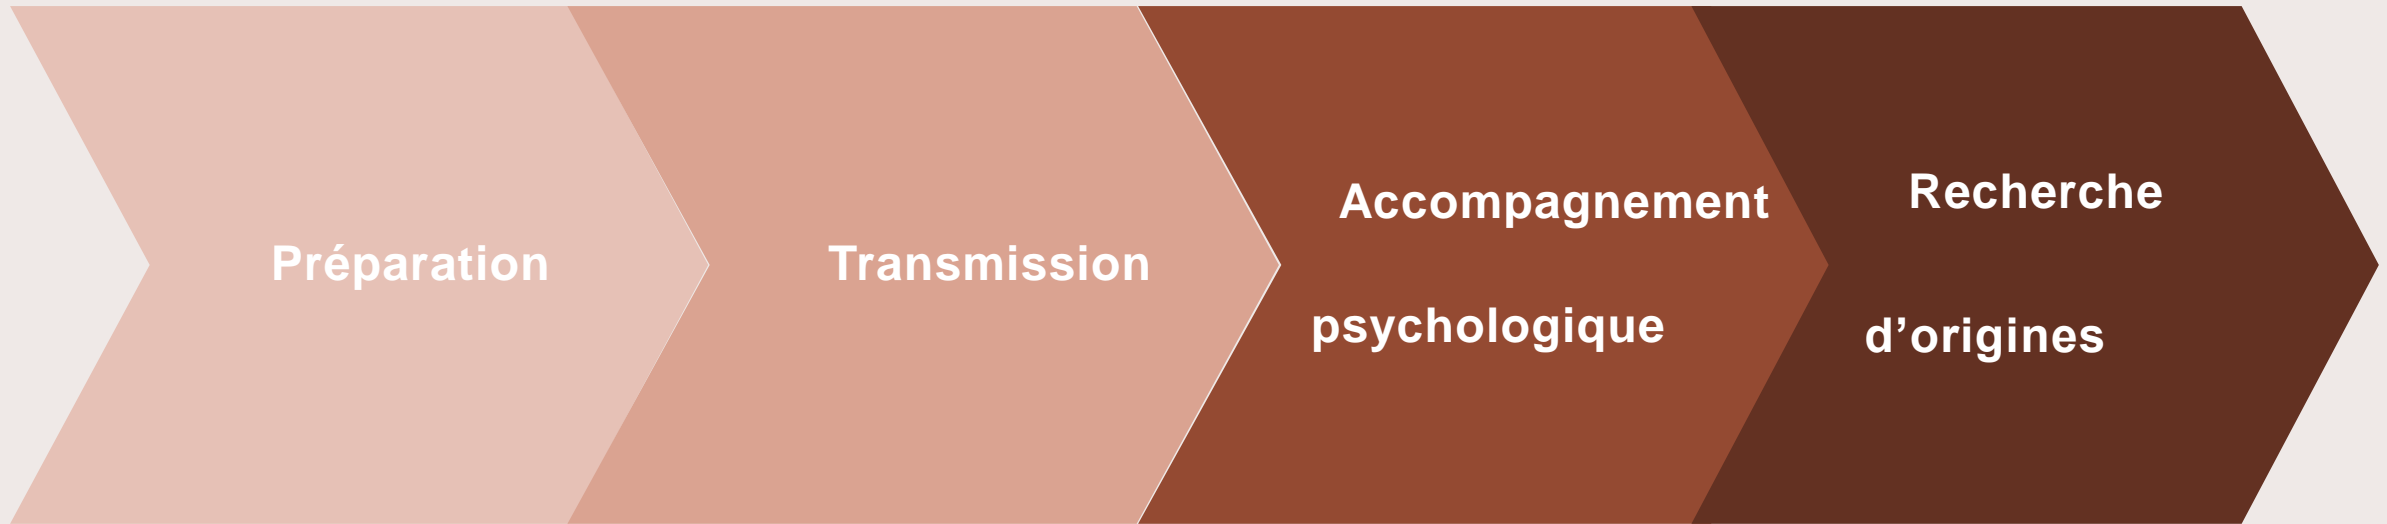 Préparation
Transmission
Accompagnement
psychologique
Recherche
d’origines